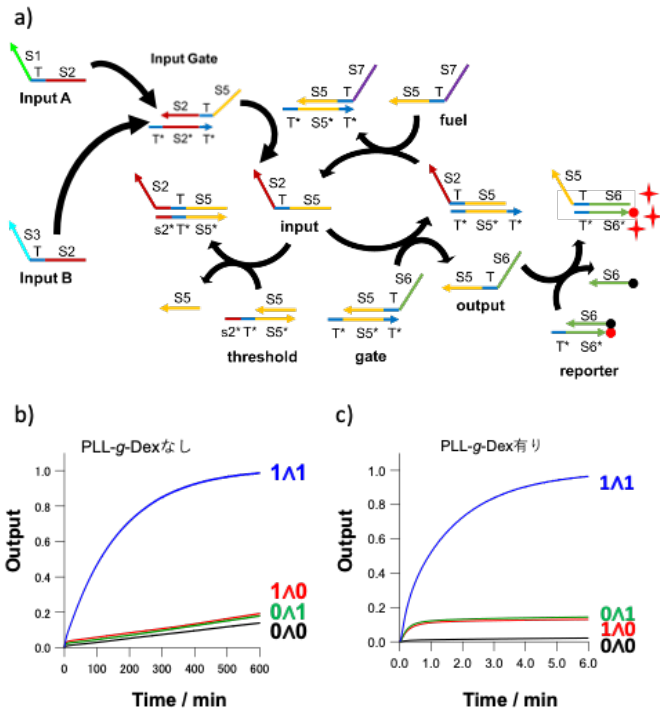 a)
S1
T
S2
Input A
Input Gate
S2
T
S5
T*
S2*
T*
S3
T
S2
Input B
S7
S5
T
T*
S5*
T*
S7
S5
T
fuel
S2
T
S5
s2*
T*
S5*
S2
T
S5
input
S2
T
S5
T*
S5*
T*
S5
T
S6
T*
S6*
S5
S5
s2*
T*
S5*
threshold
S6
S5
T
T*
S5*
T*
gate
S6
S5
T
output
S6
S6
T*
S6*
reporter
b)
PLL-g-Dexなし
Output
1.0
0.8
0.6
0.4
0.2
0.0
0
100
200
300
400
500
600
Time / min
1∧1
1∧0
0∧1
0∧0
c)
PLL-g-Dex有り
Output
1.0
0.8
0.6
0.4
0.2
0.0
0.0
1.0
2.0
3.0
4.0
5.0
6.0
Time / min
1∧1
0∧1
1∧0
0∧0